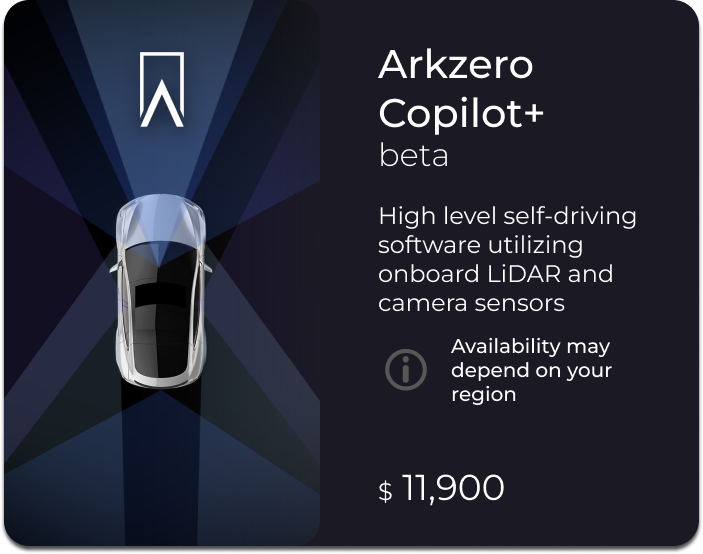 Arkzero
Copilot+
beta
High level self-driving
software utilizing
onboard LiDAR and
camera sensors
Availability may
depend on your
region
$ 11,900